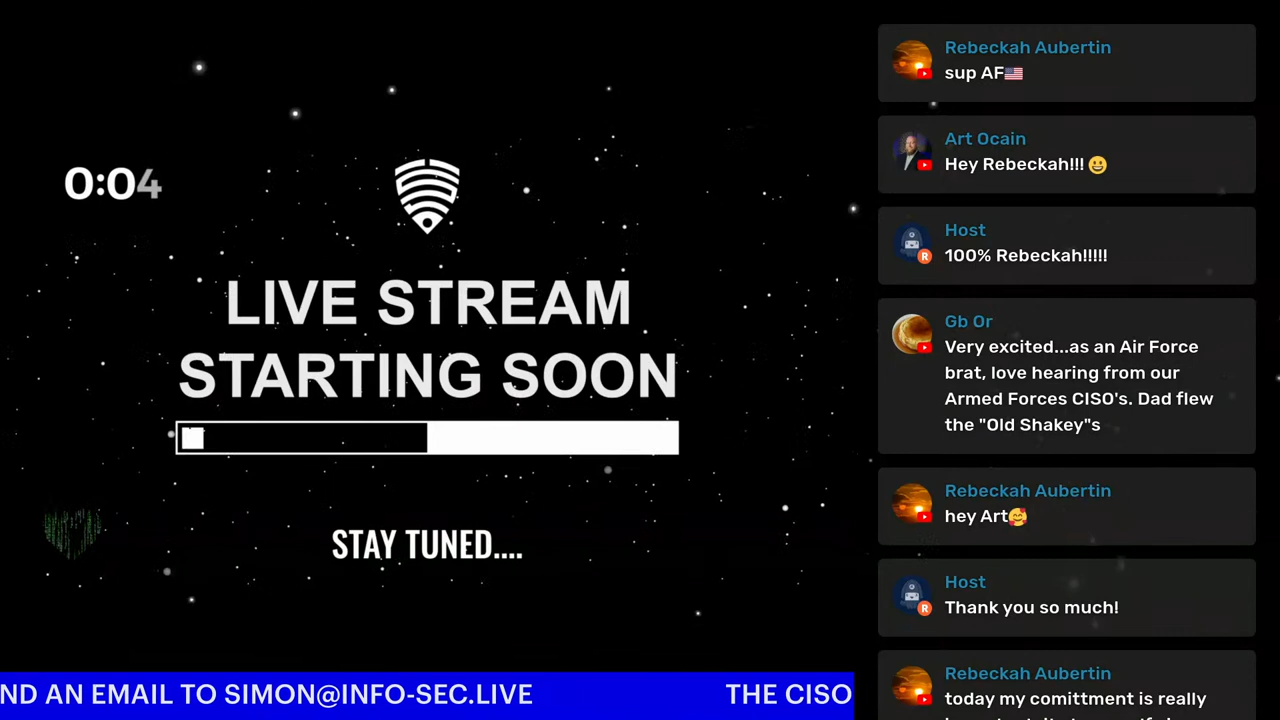 0:04
LIVE STREAM
STARTING SOON
STAY TUNED....
ND AN EMAIL TO SIMON@INFO-SEC.LIVE THE CISO
Rebeckah Aubertin
sup AF🇺🇸
Art Ocain
Hey Rebeckah!!! 😀
Host
100% Rebeckah!!!!!
Gb Or
Very excited...as an Air Force
brat, love hearing from our
Armed Forces CISO's. Dad flew
the "Old Shakey"s
Rebeckah Aubertin
hey Art🥰
Host
Thank you so much!
Rebeckah Aubertin
today my comittment is really